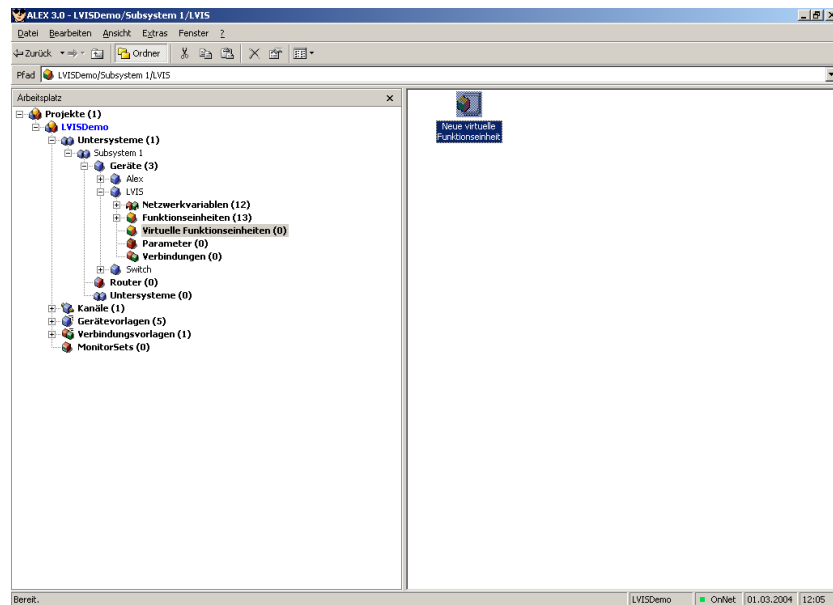 ALEX 3.0 - LVISDemo/Subsystem 1/LVIS
Datei Bearbeiten Ansicht Extras Fenster ?
Zurück Ordner
Pfad LVISDemo/Subsystem 1/LVIS
Arbeitsplatz
Projekte (1)
LVISDemo
Untersysteme (1)
Subsystem 1
Geräte (3)
Alex
LVIS
Netzwerkvariablen (12)
Funktionseinheiten (13)
Virtuelle Funktionseinheiten (0)
Parameter (0)
Verbindungen (0)
Switch
Router (0)
Untersysteme (0)
Kanäle (1)
Gerätevorlagen (5)
Verbindungsvorlagen (1)
MonitorSets (0)
Neue virtuelle
Funktionseinheit
Bereit. LVISDemo OnNet 01.03.2004 12:05